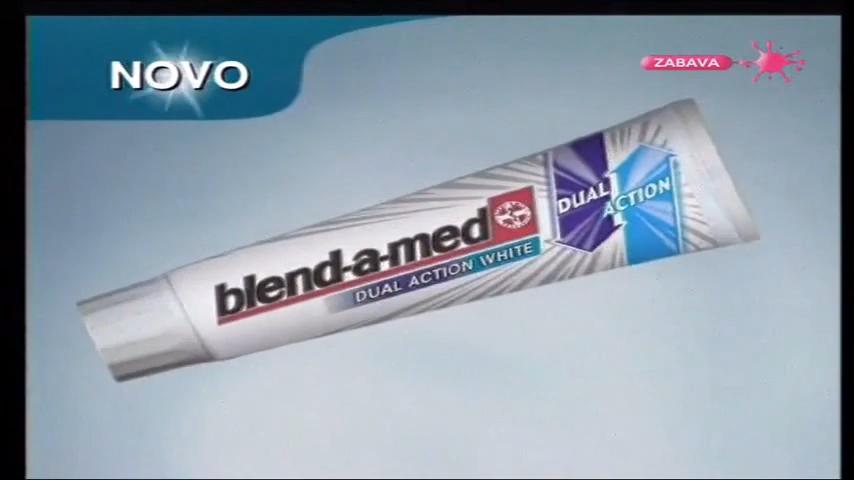 NOVO
ZABAVA
blend-a-med
DUAL ACTION WHITE
DUAL
ACTION